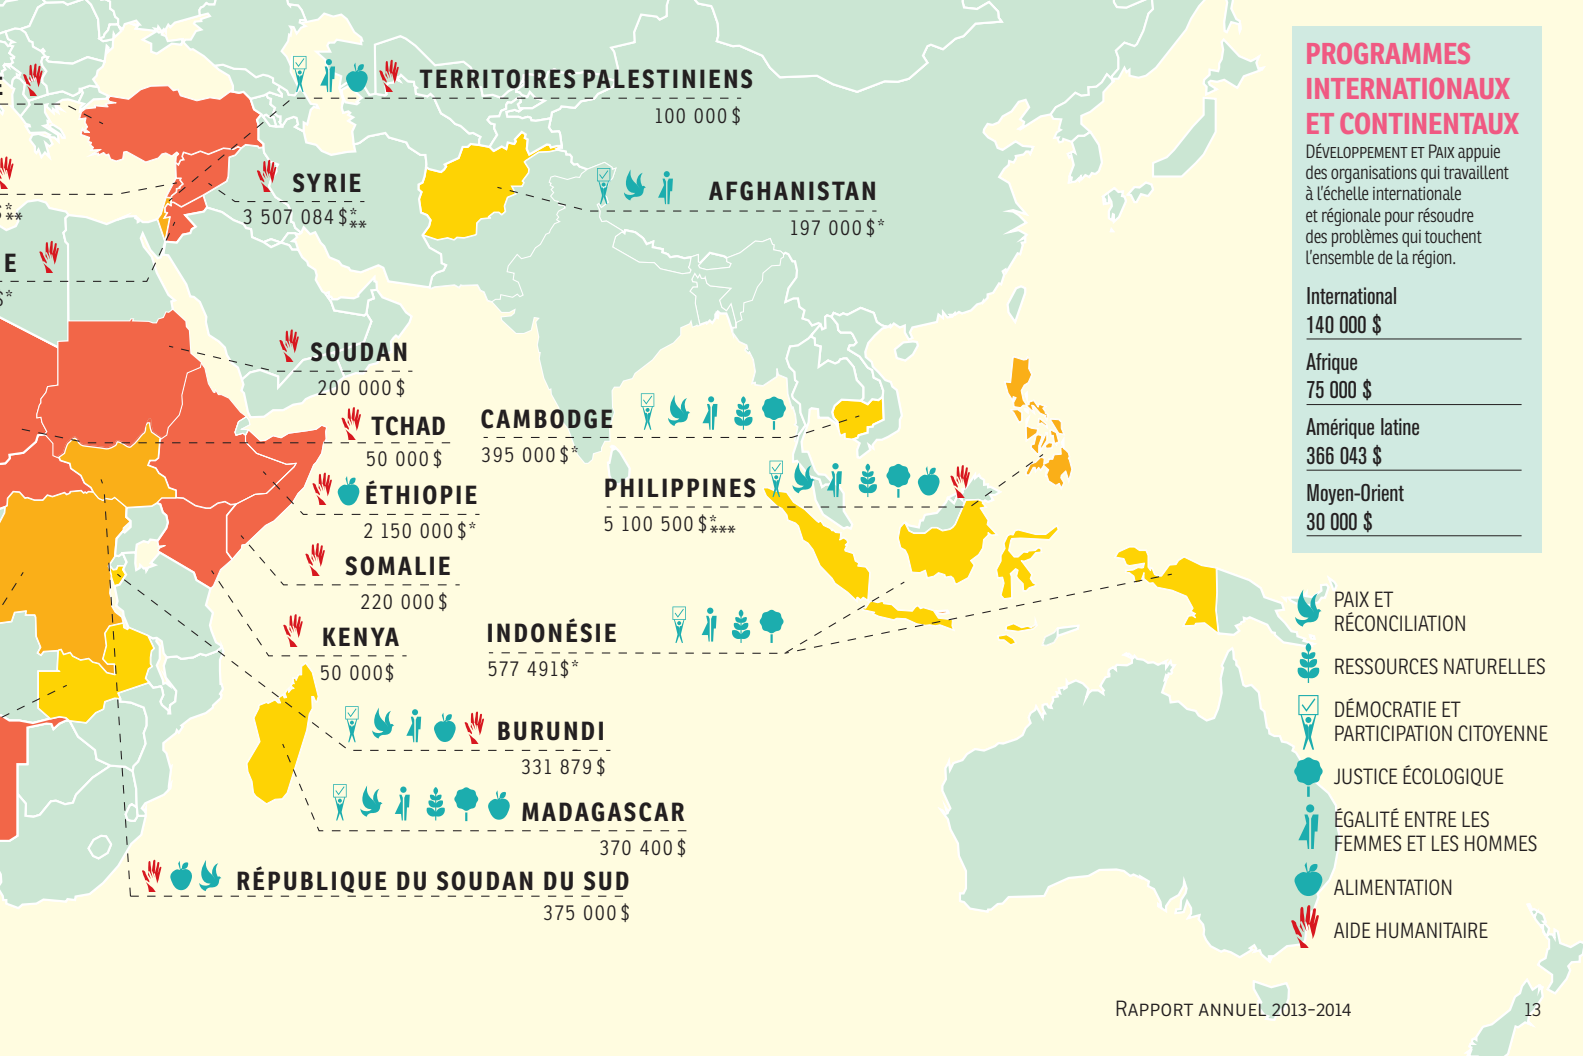 TERRITOIRES PALESTINIENS
100 000 $
SYRIE
3 507 084 $***
AFGHANISTAN
197 000 $*
E
$*
SOUDAN
200 000 $
TCHAD
50 000 $
CAMBODGE
395 000 $*
ÉTHIOPIE
2 150 000 $*
PHILIPPINES
5 100 500 $****
SOMALIE
220 000 $
KENYA
50 000$
INDONÉSIE
577 491$*
BURUNDI
331 879 $
MADAGASCAR
370 400 $
RÉPUBLIQUE DU SOUDAN DU SUD
375 000 $
PROGRAMMES
INTERNATIONAUX
ET CONTINENTAUX
DÉVELOPPEMENT ET PAIX appuie
des organisations qui travaillent
à l'échelle internationale
et régionale pour résoudre
des problèmes qui touchent
l'ensemble de la région.
International
140 000 $
Afrique
75 000 $
Amérique latine
366 043 $
Moyen-Orient
30 000 $
PAIX ET
RÉCONCILIATION
RESSOURCES NATURELLES
DÉMOCRATIE ET
PARTICIPATION CITOYENNE
JUSTICE ÉCOLOGIQUE
ÉGALITÉ ENTRE LES
FEMMES ET LES HOMMES
ALIMENTATION
AIDE HUMANITAIRE
RAPPORT ANNUEL 2013-2014
13